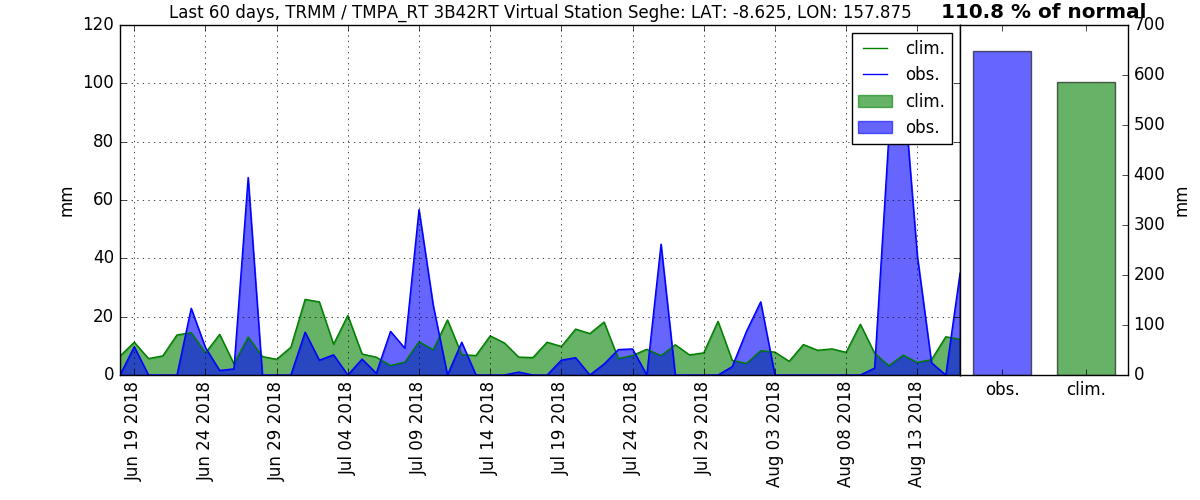 Last 60 days, TRMM / TMPA_RT 3B42RT Virtual Station Seghe: LAT: -8.625, LON: 157.875
110.8 % of normal
120
100
80
60
40
20
0
mm
clim.
obs.
clim.
obs.
700
600
500
400
300
200
100
0
mm
Jun 19 2018
Jun 24 2018
Jun 29 2018
Jul 04 2018
Jul 09 2018
Jul 14 2018
Jul 19 2018
Jul 24 2018
Jul 29 2018
Aug 03 2018
Aug 08 2018
Aug 13 2018
obs.
clim.